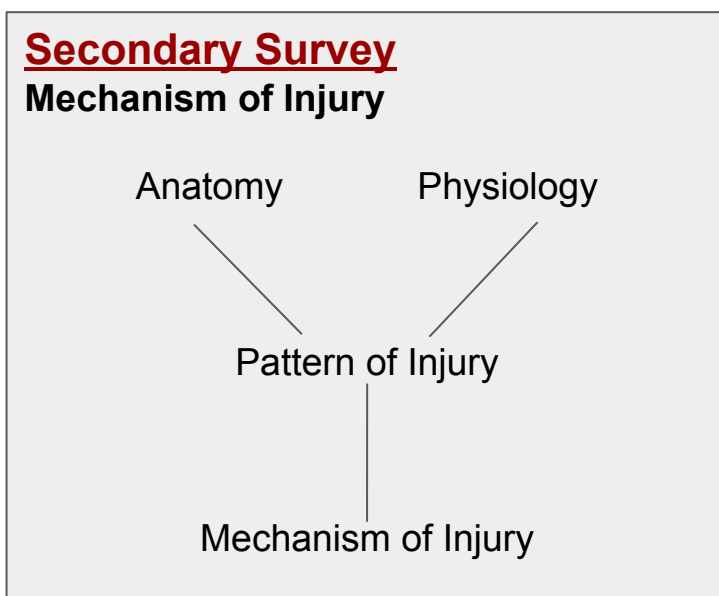 Secondary Survey
Mechanism of Injury
Anatomy Physiology
Pattern of Injury
Mechanism of Injury